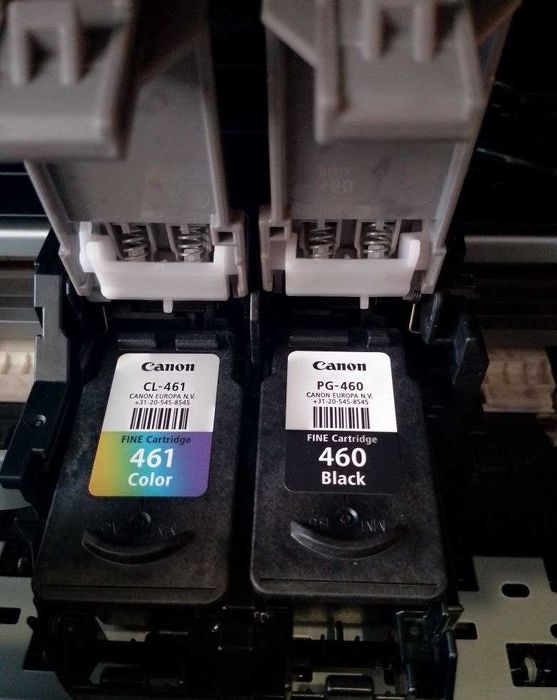 Canon
CL-461
CANON EUROPA N.V.
+31-20-545-8545
FINE Cartridge
461
Color
Canon
PG-460
CANON EUROPA N.V.
+31-20-545-8545
FINE Cartridge
460
Black